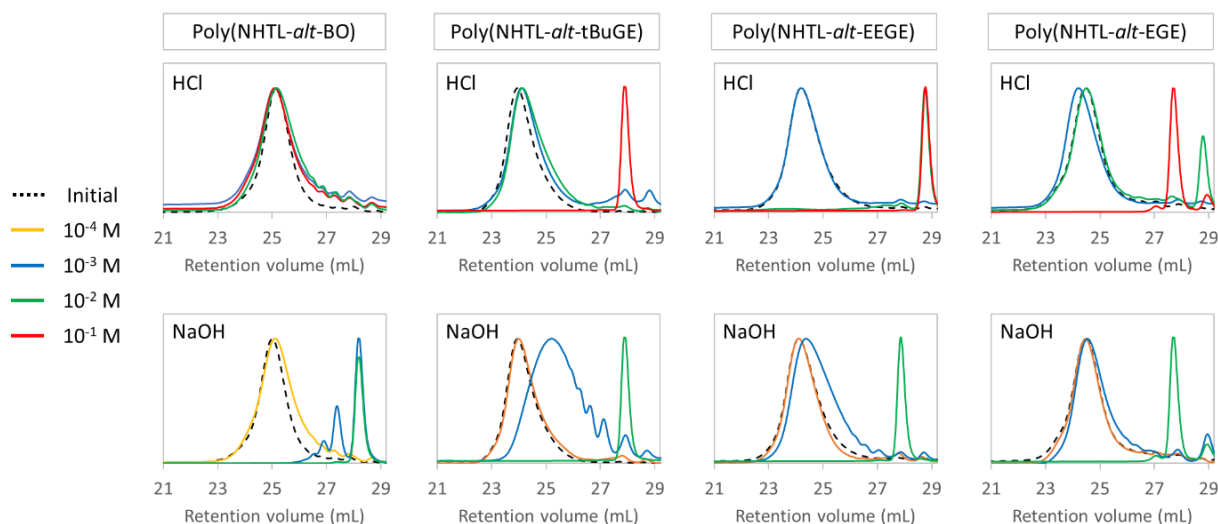 Poly(NHTL-alt-BO) Poly(NHTL-alt-tBuGE) Poly(NHTL-alt-EEGE) Poly(NHTL-alt-EGE)
HCl HCl HCl HCl
21 23 25 27 29 21 23 25 27 29 21 23 25 27 29 21 23 25 27 29
Retention volume (mL) Retention volume (mL) Retention volume (mL) Retention volume (mL)
Initial
10⁻⁴ M
10⁻³ M
10⁻² M
10⁻¹ M
NaOH NaOH NaOH NaOH
21 23 25 27 29 21 23 25 27 29 21 23 25 27 29 21 23 25 27 29
Retention volume (mL) Retention volume (mL) Retention volume (mL) Retention volume (mL)